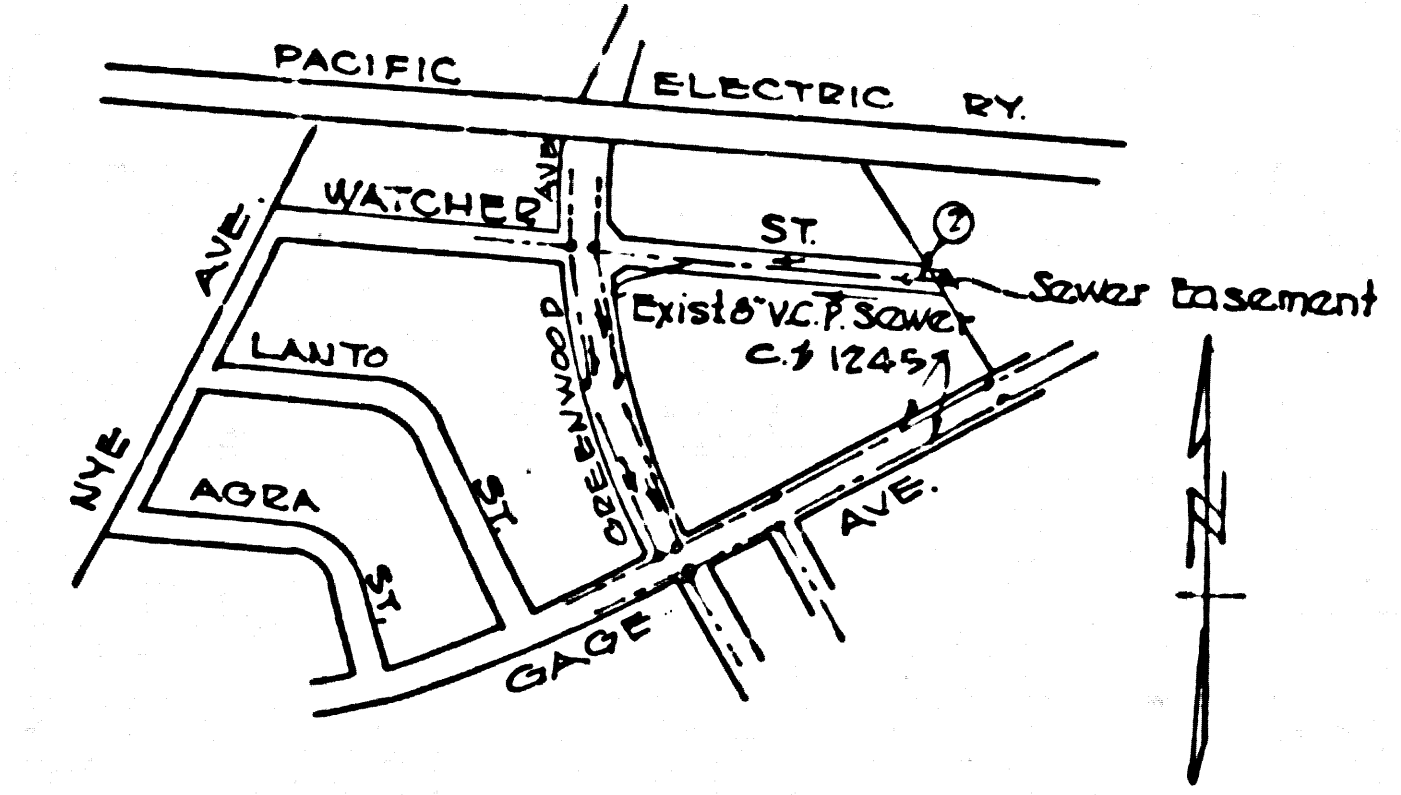 PACIFIC ELECTRIC RY.
AVE.
WATCHER ST.
2
Sewer Easement
AVE.
NYE
Exist 8" V.C.P. Sewer
1245
LANTO
ST.
GREENWOOD
AGRA
ST.
GAGE AVE.
N